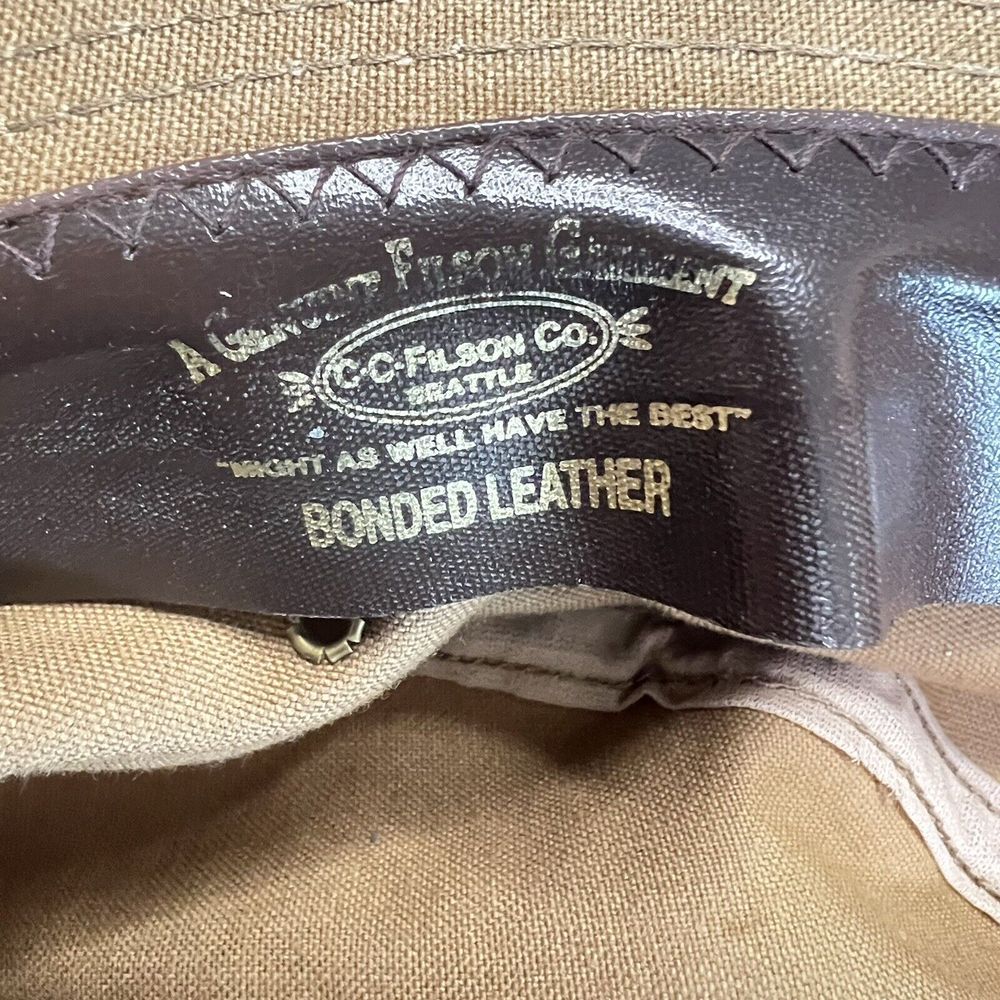 A GENUINE FILSON GARMENT
C·C·FILSON CO.
SEATTLE
"MIGHT AS WELL HAVE THE BEST"
BONDED LEATHER